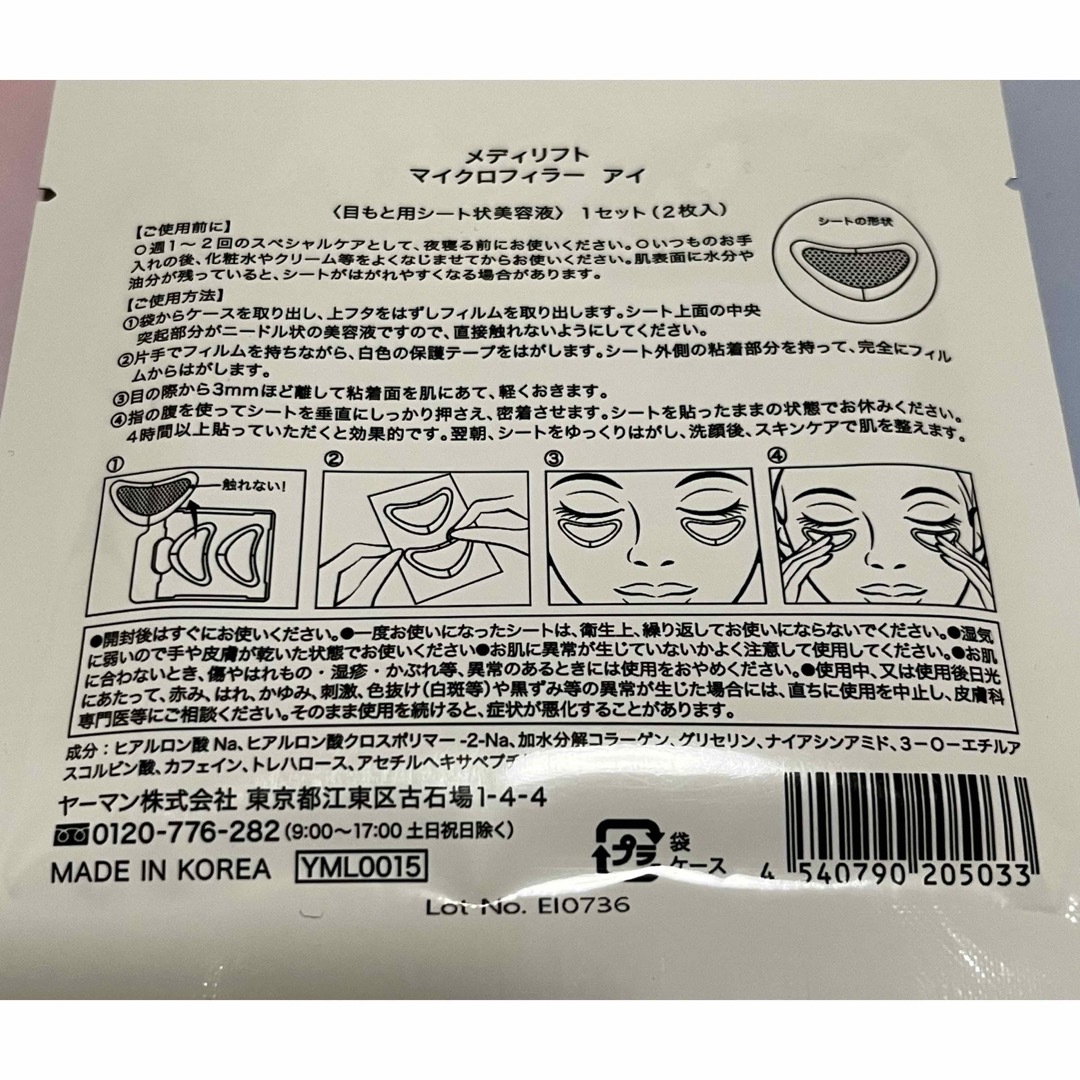 メディリフト
マイクロフィラー アイ
〈目もと用シート状美容液〉 1セット(2枚入)
シートの形状
【ご使用前に】
○週1~2回のスペシャルケアとして、夜寝る前にお使いください。○いつものお手
入れの後、化粧水やクリーム等をよくなじませてからお使いください。肌表面に水分や
油分が残っていると、シートがはがれやすくなる場合があります。
【ご使用方法】
①袋からケースを取り出し、上フタをはずしフィルムを取り出します。シート上面の中央
突起部分がニードル状の美容液ですので、直接触れないようにしてください。
②片手でフィルムを持ちながら、白色の保護テープをはがします。シート外側の粘着部分を持って、完全にフィル
ムからはがします。
③目の際から3mmほど離して粘着面を肌にあて、軽くおきます。
④指の腹を使ってシートを垂直にしっかり押さえ、密着させます。シートを貼ったままの状態でお休みください。
4時間以上貼っていただくと効果的です。翌朝、シートをゆっくりはがし、洗顔後、スキンケアで肌を整えます。
① ② ③ ④
触れない!
●開封後はすぐにお使いください。●一度お使いになったシートは、衛生上、繰り返してお使いにならないでください。●湿気
に弱いので手や皮膚が乾いた状態でお使いください●お肌に異常が生じていないかよく注意して使用してください。●お肌
に合わないとき、傷やはれもの・湿疹・かぶれ等、異常のあるときには使用をおやめください。●使用中、又は使用後日光
にあたって、赤み、はれ、かゆみ、刺激、色抜け(白斑等)や黒ずみ等の異常が生じた場合には、直ちに使用を中止し、皮膚科
専門医等にご相談ください。そのまま使用を続けると、症状が悪化することがあります。
成分:ヒアルロン酸Na、ヒアルロン酸クロスポリマー-2-Na、加水分解コラーゲン、グリセリン、ナイアシンアミド、3-O-エチルア
スコルビン酸、カフェイン、トレハロース、アセチルヘキサペプチ
ヤーマン株式会社 東京都江東区古石場1-4-4
0120-776-282(9:00~17:00 土日祝日除く)
MADE IN KOREA YML0015
プラ 袋
ケース
4 540790 205033
Lot No. EI0736